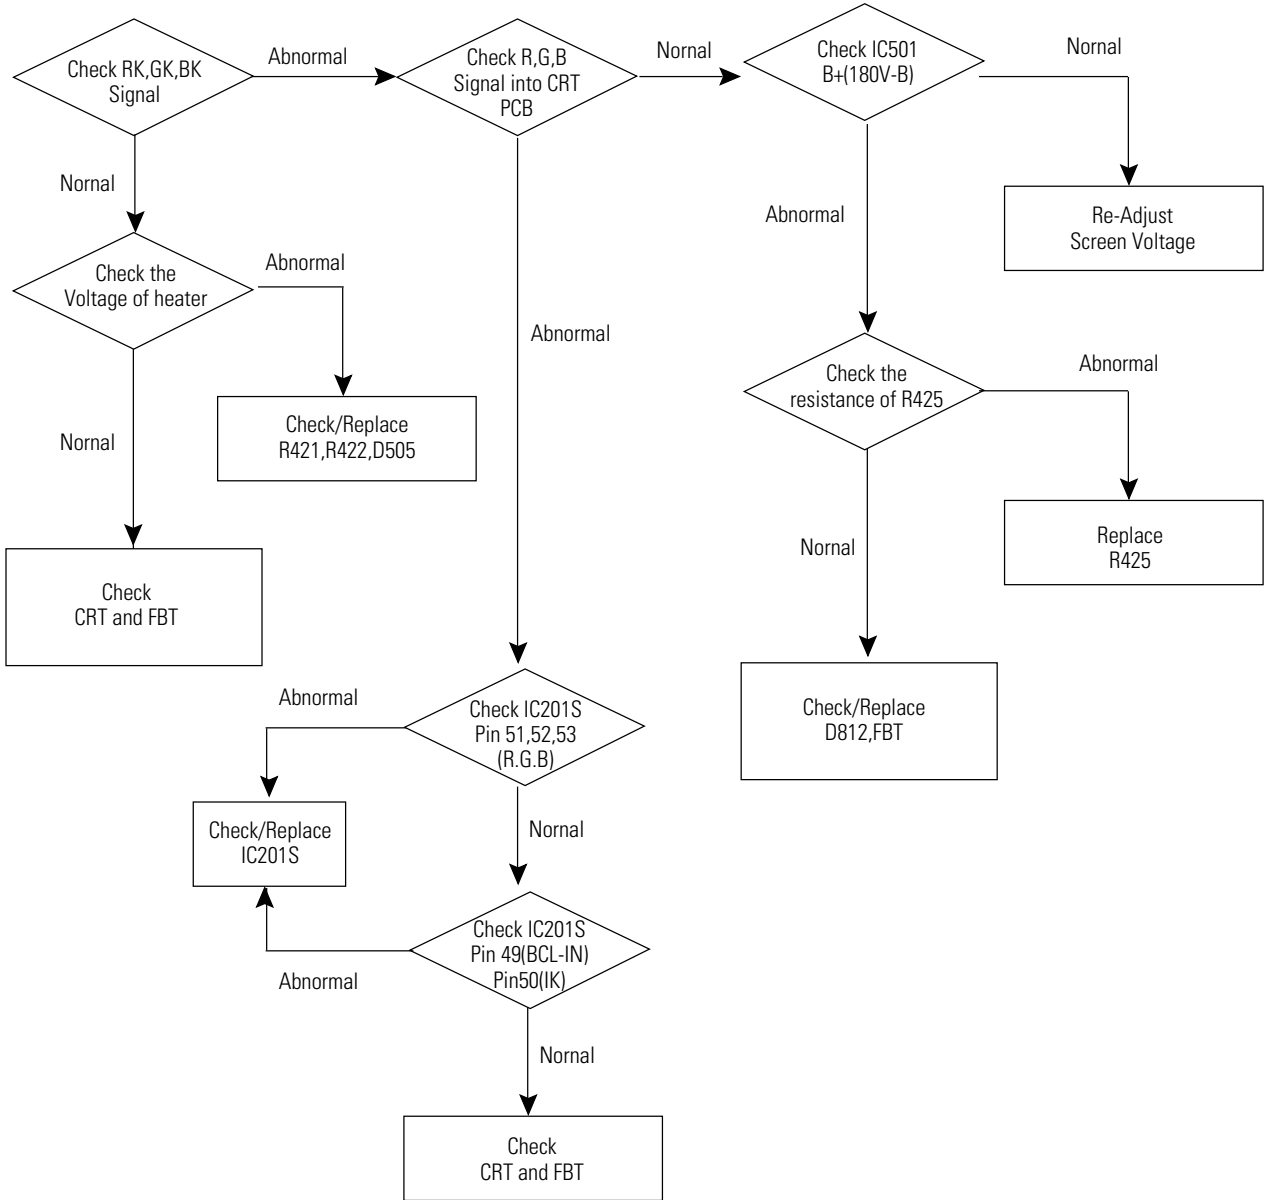 Check RK,GK,BK
Signal
Abnormal
Check R,G,B
Signal into CRT
PCB
Nornal
Check IC501
B+(180V-B)
Nornal
Nornal
Abnormal
Re-Adjust
Screen Voltage
Check the
Voltage of heater
Abnormal
Abnormal
Check the
resistance of R425
Abnormal
Nornal
Check/Replace
R421,R422,D505
Nornal
Replace
R425
Check
CRT and FBT
Check/Replace
D812,FBT
Abnormal
Check IC201S
Pin 51,52,53
(R.G.B)
Check/Replace
IC201S
Nornal
Check IC201S
Pin 49(BCL-IN)
Pin50(IK)
Abnormal
Nornal
Check
CRT and FBT